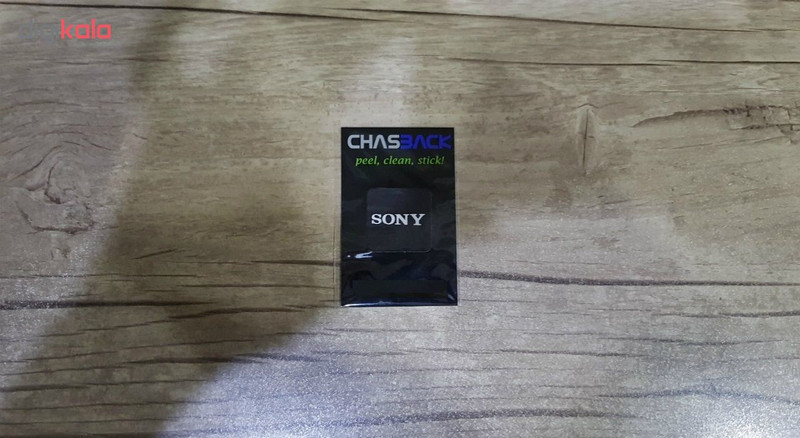 kala
CHASBACK
peel, clean, stick!
SONY